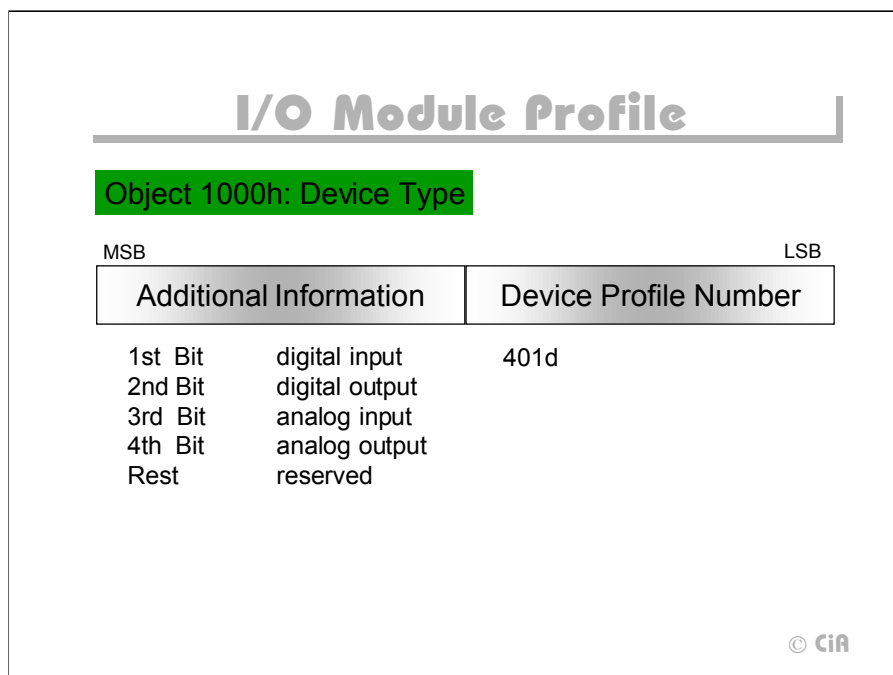 I/O Module Profile
Object 1000h: Device Type
MSB LSB
Additional Information Device Profile Number
1st Bit digital input 401d
2nd Bit digital output
3rd Bit analog input
4th Bit analog output
Rest reserved
© CiA